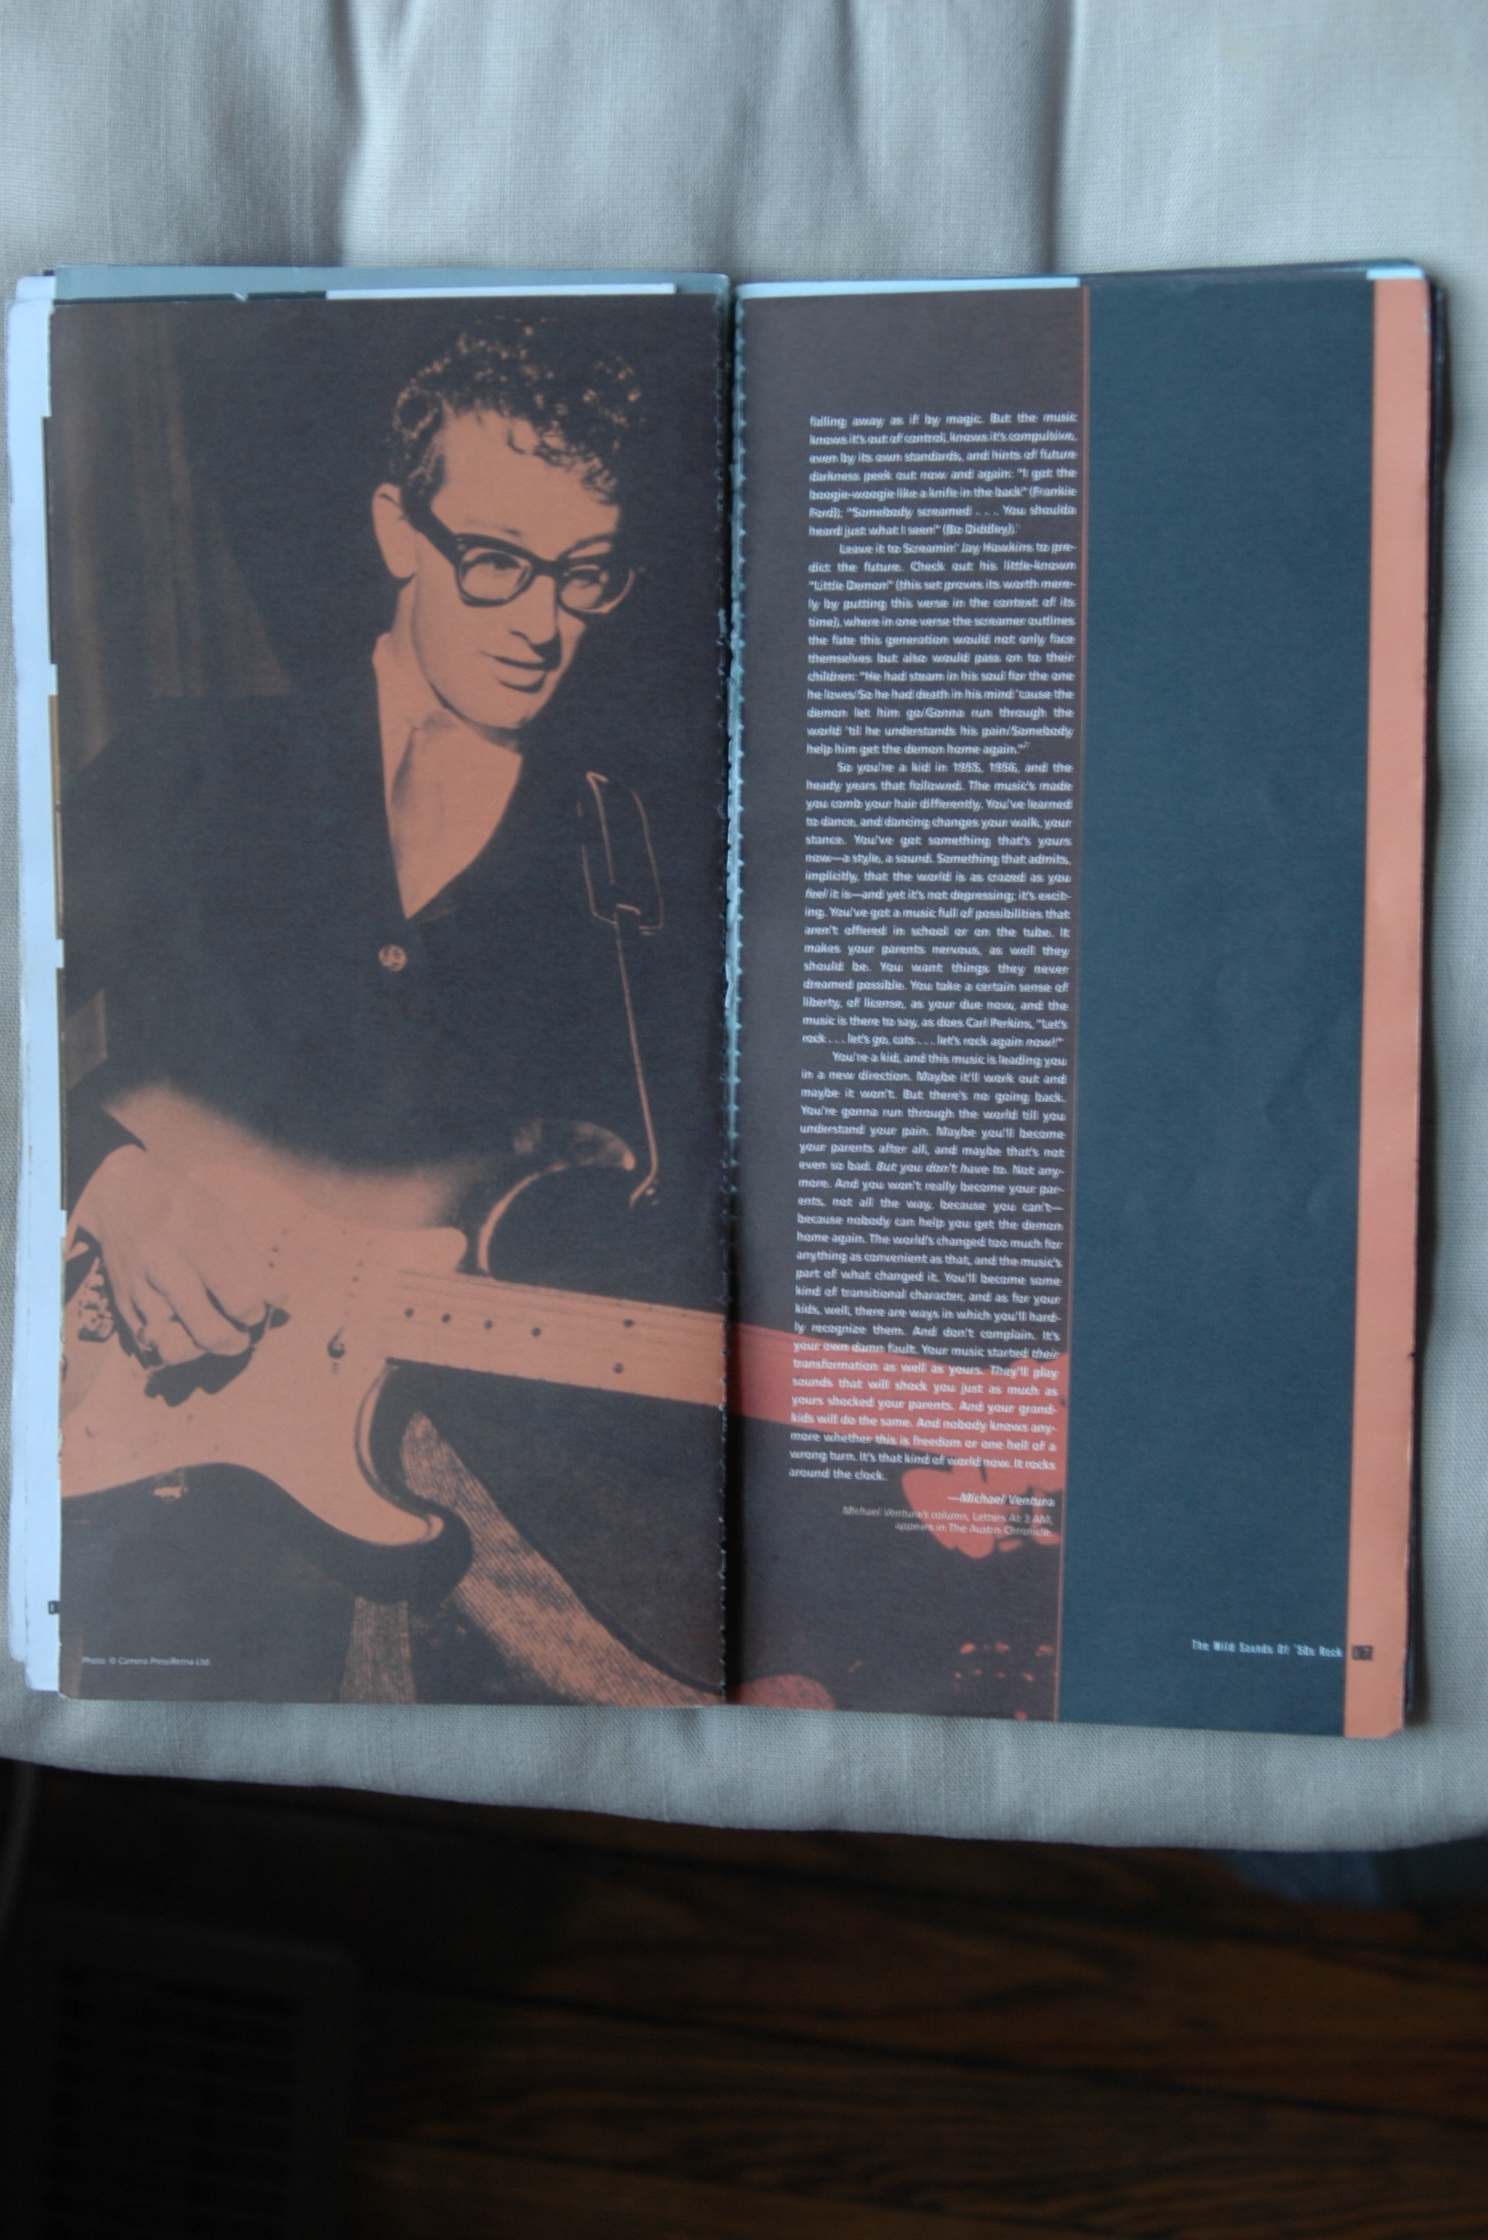 Photo: © Camera Press/Retna Ltd.
falling away as if by magic. But the music
knows it's out of control, knows it's compulsive,
even by its own standards, and hints of future
darkness peek out now and again: "I got the
boogie-woogie like a knife in the back" (Frankie
Ford); "Somebody screamed . . . You shoulda
heard just what I seen" (Bo Diddley).
Leave it to Screamin' Jay Hawkins to pre-
dict the future. Check out his little-known
"Little Demon" (this set proves its worth mere-
ly by putting this verse in the context of its
time), where in one verse the screamer outlines
the fate this generation would not only face
themselves but also would pass on to their
children: "He had steam in his soul for the one
he loves/So he had death in his mind 'cause the
demon let him go/Gonna run through the
world 'til he understands his pain/Somebody
help him get the demon home again."
So you're a kid in 1955, 1956, and the
heady years that followed. The music's made
you comb your hair differently. You've learned
to dance, and dancing changes your walk, your
stance. You've got something that's yours
now—a style, a sound. Something that admits,
implicitly, that the world is as crazed as you
feel it is—and yet it's not depressing; it's excit-
ing. You've got a music full of possibilities that
aren't offered in school or on the tube. It
makes your parents nervous, as well they
should be. You want things they never
dreamed possible. You take a certain sense of
liberty, of license, as your due now, and the
music is there to say, as does Carl Perkins, "Let's
rock . . . let's go, cats . . . let's rock again now!"
You're a kid, and this music is leading you
in a new direction. Maybe it'll work out and
maybe it won't. But there's no going back.
You're gonna run through the world till you
understand your pain. Maybe you'll become
your parents after all, and maybe that's not
even so bad. But you don't have to. Not any-
more. And you won't really become your par-
ents, not all the way, because you can't—
because nobody can help you get the demon
home again. The world's changed too much for
anything as convenient as that, and the music's
part of what changed it. You'll become some
kind of transitional character, and as for your
kids, well, there are ways in which you'll hard-
ly recognize them. And don't complain. It's
your own damn fault. Your music started their
transformation as well as yours. They'll play
sounds that will shock you just as much as
yours shocked your parents. And your grand-
kids will do the same. And nobody knows any-
more whether this is freedom or one hell of a
wrong turn. It's that kind of world now. It rocks
around the clock.
—Michael Ventura
Michael Ventura's column, Letters At 3 AM,
appears in The Austin Chronicle.
The Wild Sounds Of '50s Rock